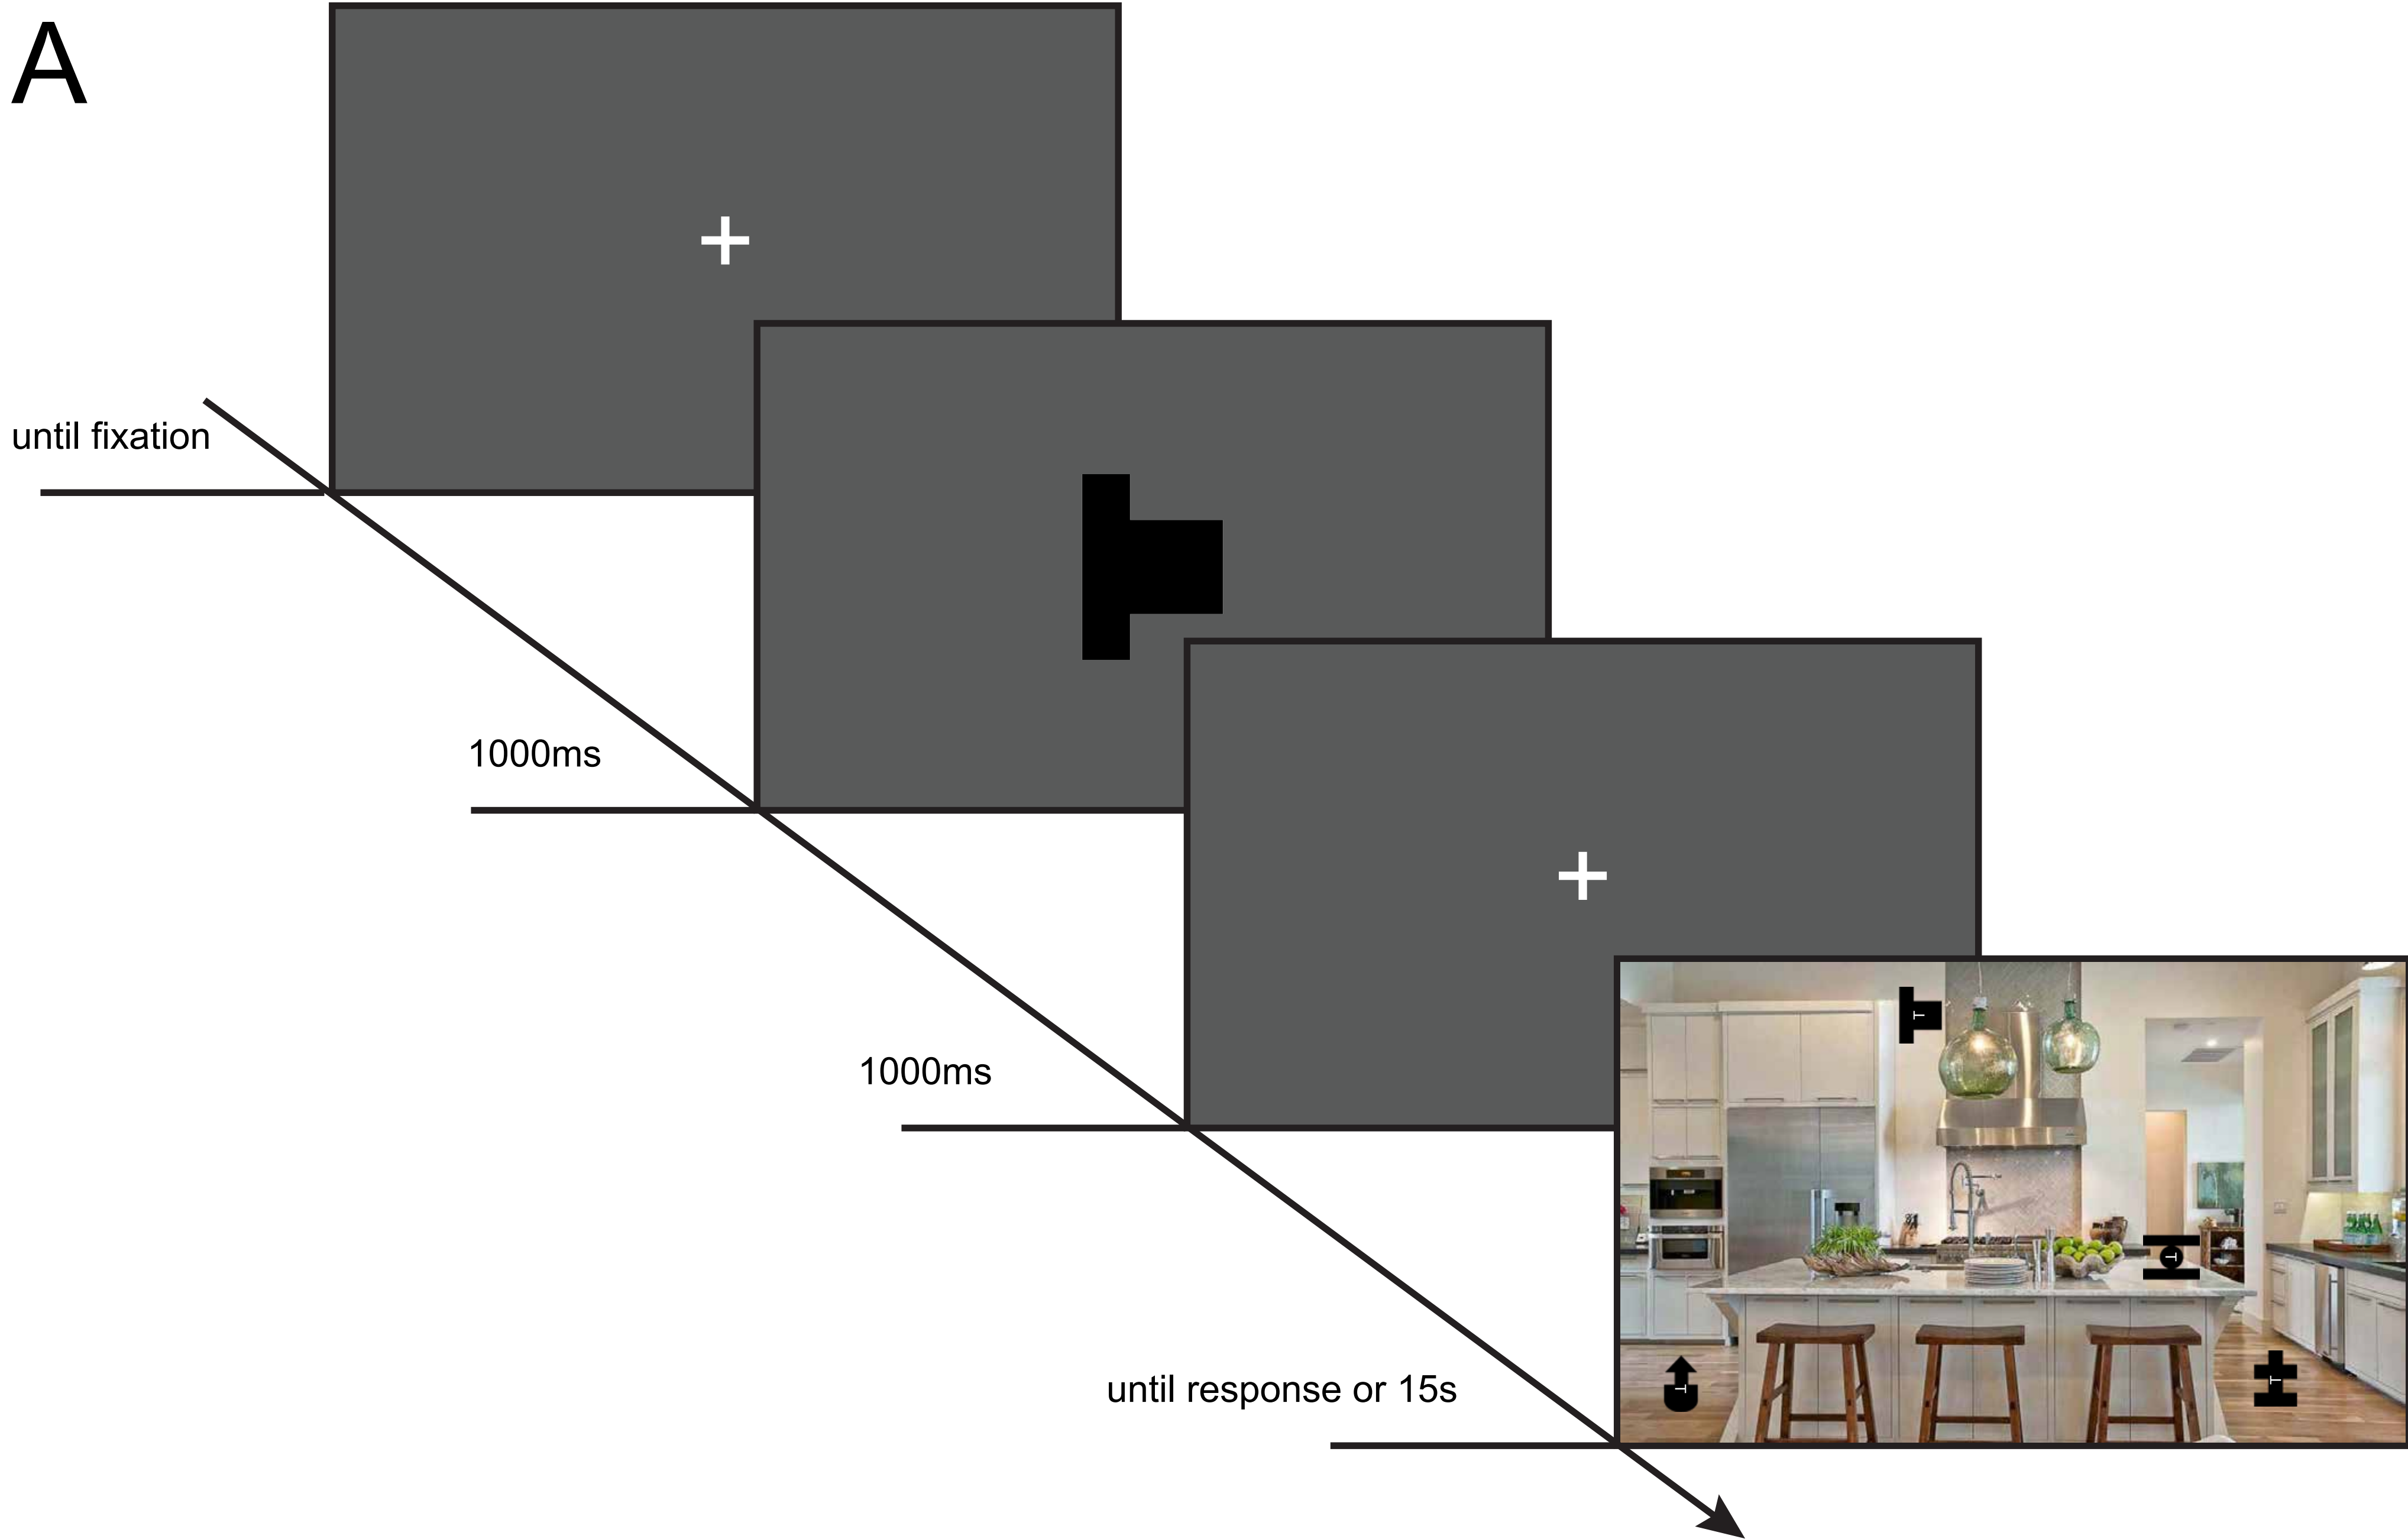 A
until fixation
1000ms
1000ms
until response or 15s
T
T
T
T